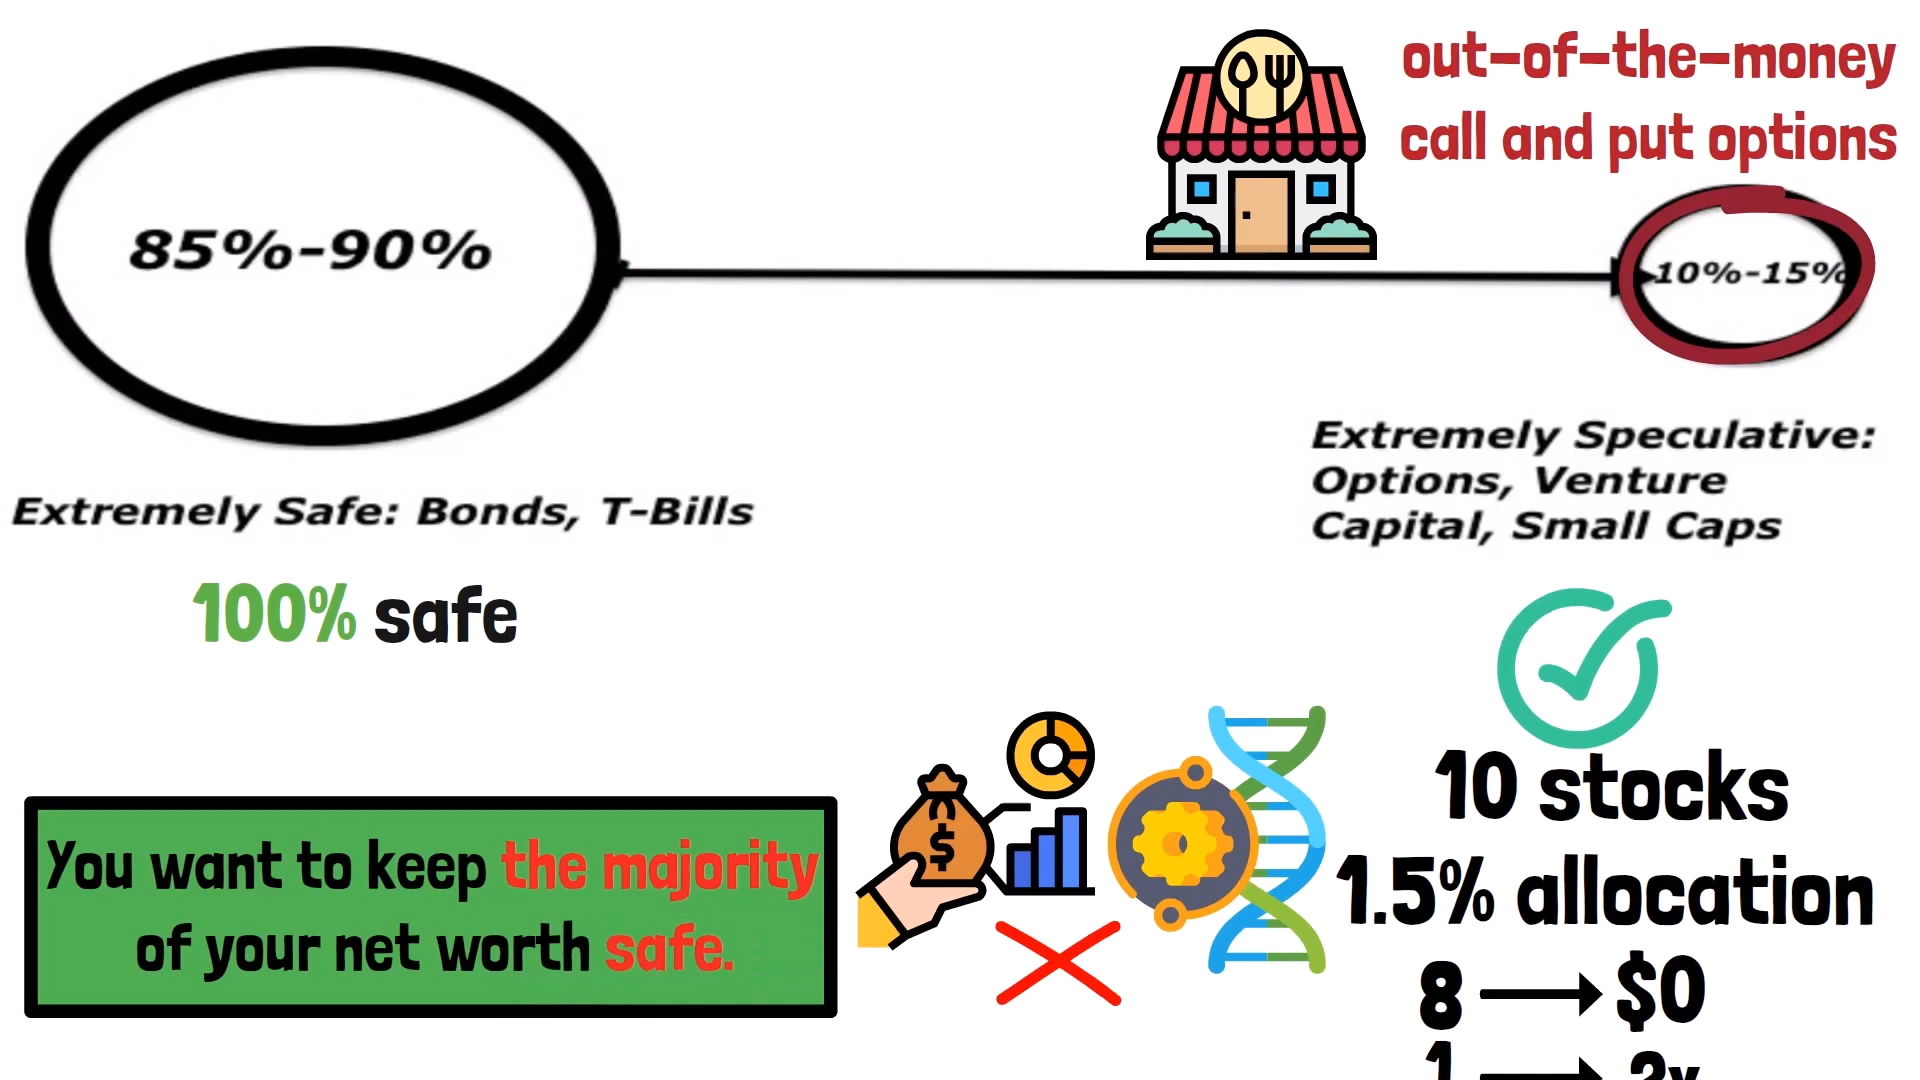 out-of-the-money
call and put options
85%-90%
10%-15%
Extremely Safe: Bonds, T-Bills
Extremely Speculative:
Options, Venture
Capital, Small Caps
100% safe
10 stocks
1.5% allocation
8 → $0
You want to keep the majority
of your net worth safe.
$